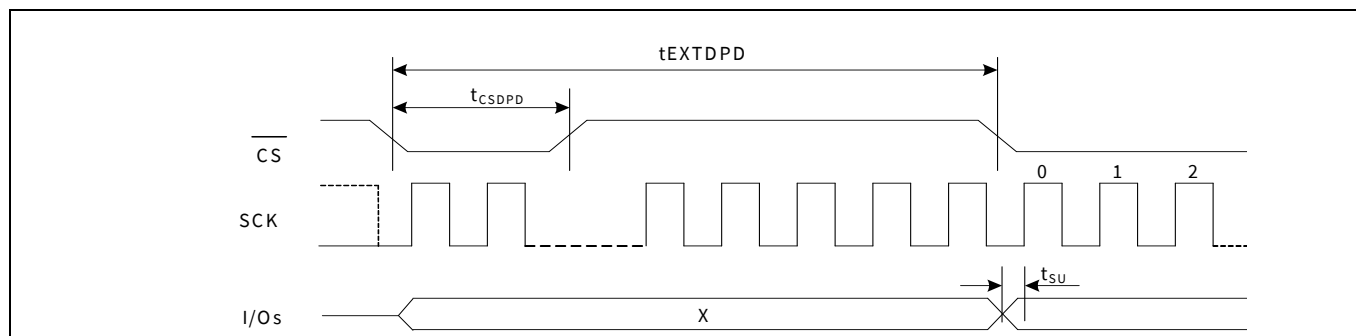 tEXTDPD
tCSDPD
CS
0 1 2
SCK
tSU
I/Os
X